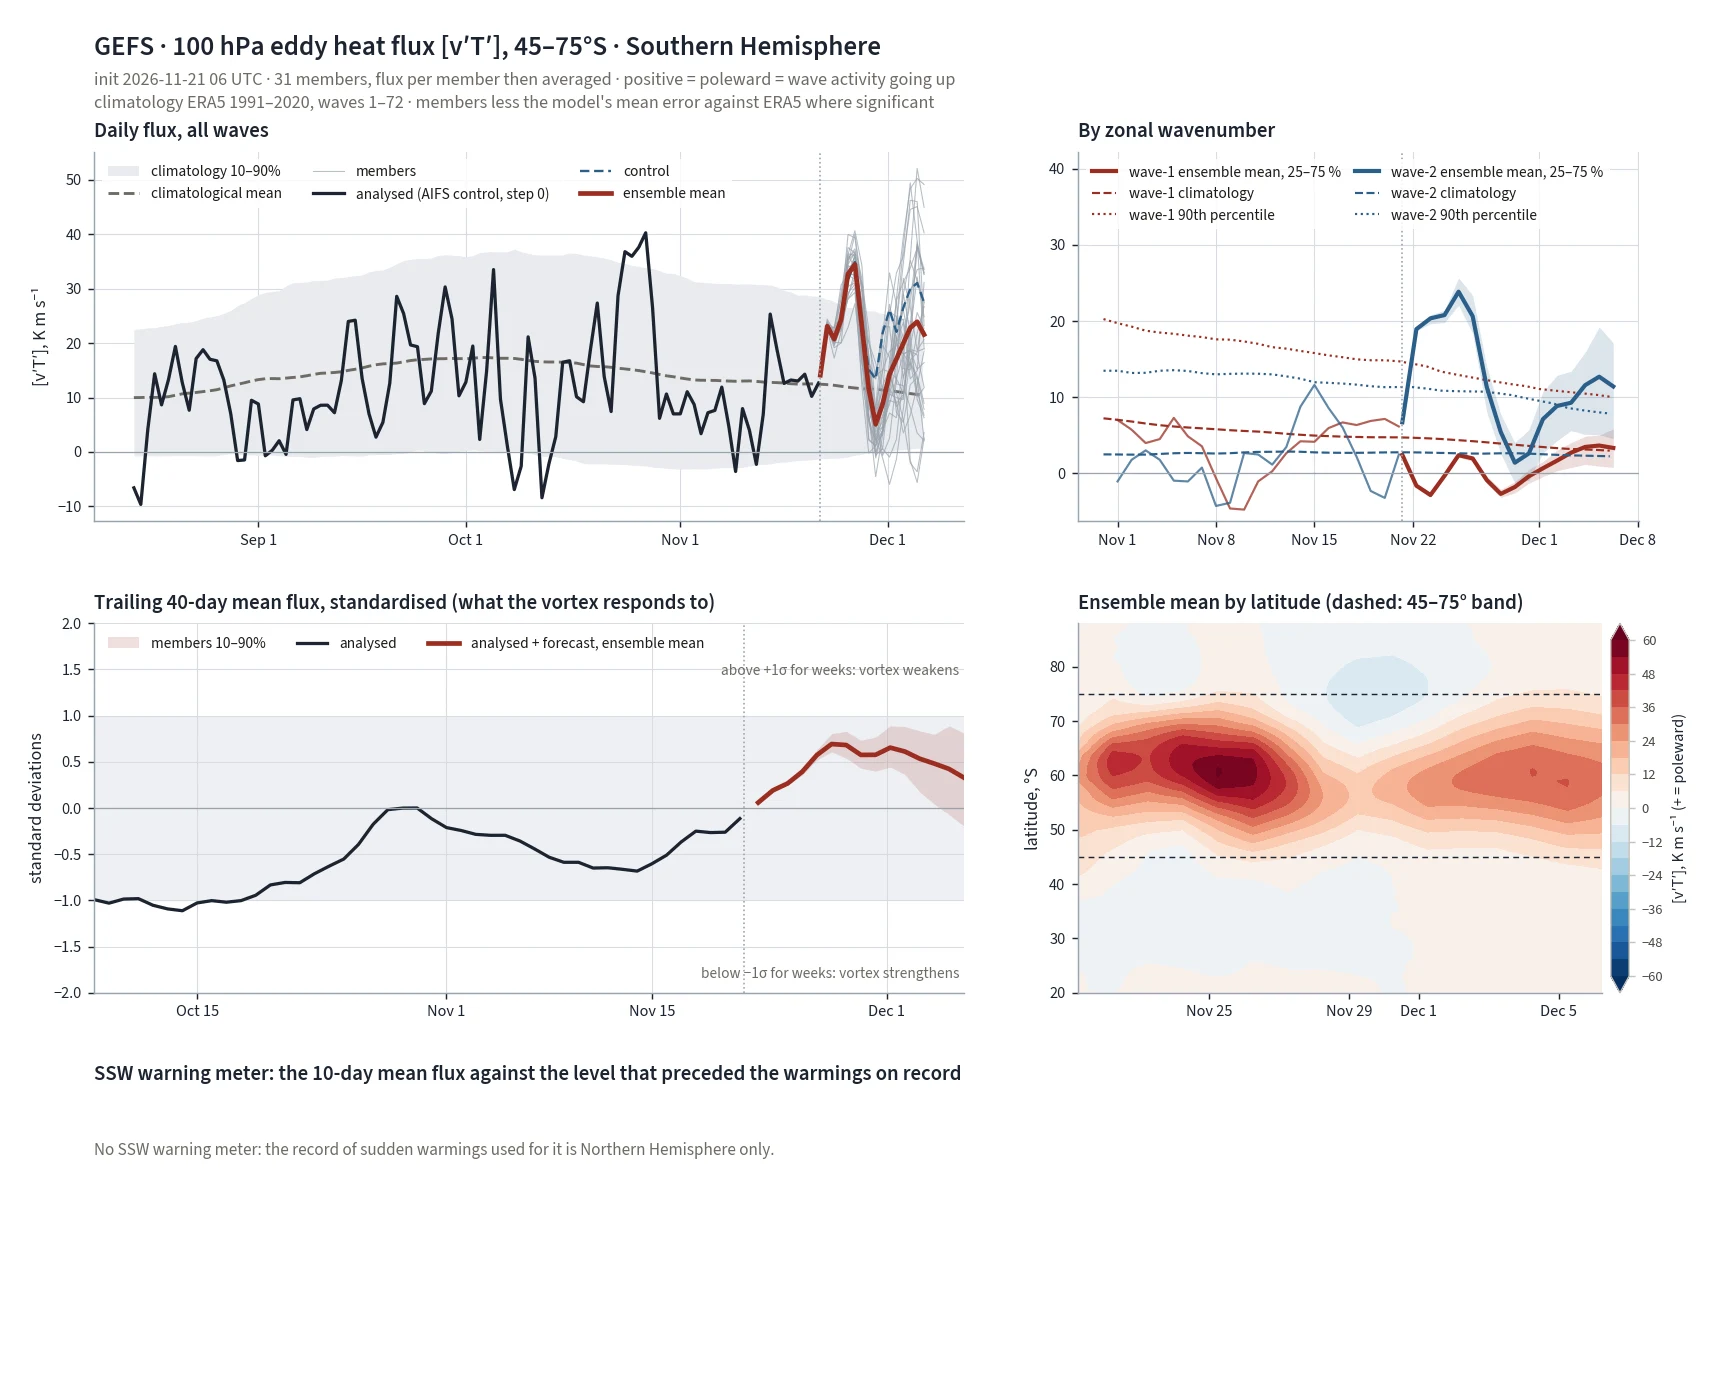 GEFS · 100 hPa eddy heat flux [v′T′], 45–75°S · Southern Hemisphere
init 2026-11-21 06 UTC · 31 members, flux per member then averaged · positive = poleward = wave activity going up
climatology ERA5 1991–2020, waves 1–72 · members less the model's mean error against ERA5 where significant
Daily flux, all waves
climatology 10–90%
members
control
climatological mean
analysed (AIFS control, step 0)
ensemble mean
[v′T′], K m s⁻¹
50
40
30
20
10
0
−10
Sep 1
Oct 1
Nov 1
Dec 1
By zonal wavenumber
wave-1 ensemble mean, 25–75 %
wave-2 ensemble mean, 25–75 %
wave-1 climatology
wave-2 climatology
wave-1 90th percentile
wave-2 90th percentile
40
30
20
10
0
Nov 1
Nov 8
Nov 15
Nov 22
Dec 1
Dec 8
Trailing 40-day mean flux, standardised (what the vortex responds to)
members 10–90%
analysed
analysed + forecast, ensemble mean
above +1σ for weeks: vortex weakens
below −1σ for weeks: vortex strengthens
standard deviations
2.0
1.5
1.0
0.5
0.0
−0.5
−1.0
−1.5
−2.0
Oct 15
Nov 1
Nov 15
Dec 1
Ensemble mean by latitude (dashed: 45–75° band)
latitude, °S
80
70
60
50
40
30
20
Nov 25
Nov 29
Dec 1
Dec 5
60
48
36
24
12
0
−12
−24
−36
−48
−60
[v′T′], K m s⁻¹ (+ = poleward)
SSW warning meter: the 10-day mean flux against the level that preceded the warmings on record
No SSW warning meter: the record of sudden warmings used for it is Northern Hemisphere only.